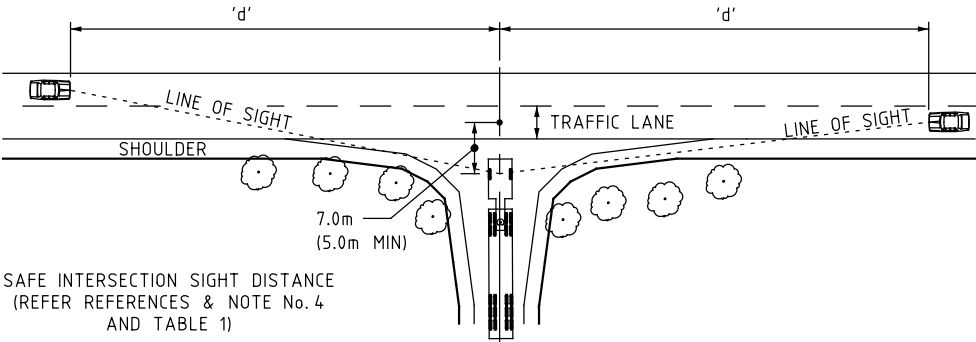 'd'
'd'
LINE OF SIGHT
TRAFFIC LANE
LINE OF SIGHT
SHOULDER
7.0m
(5.0m MIN)
SAFE INTERSECTION SIGHT DISTANCE
(REFER REFERENCES & NOTE No. 4
AND TABLE 1)